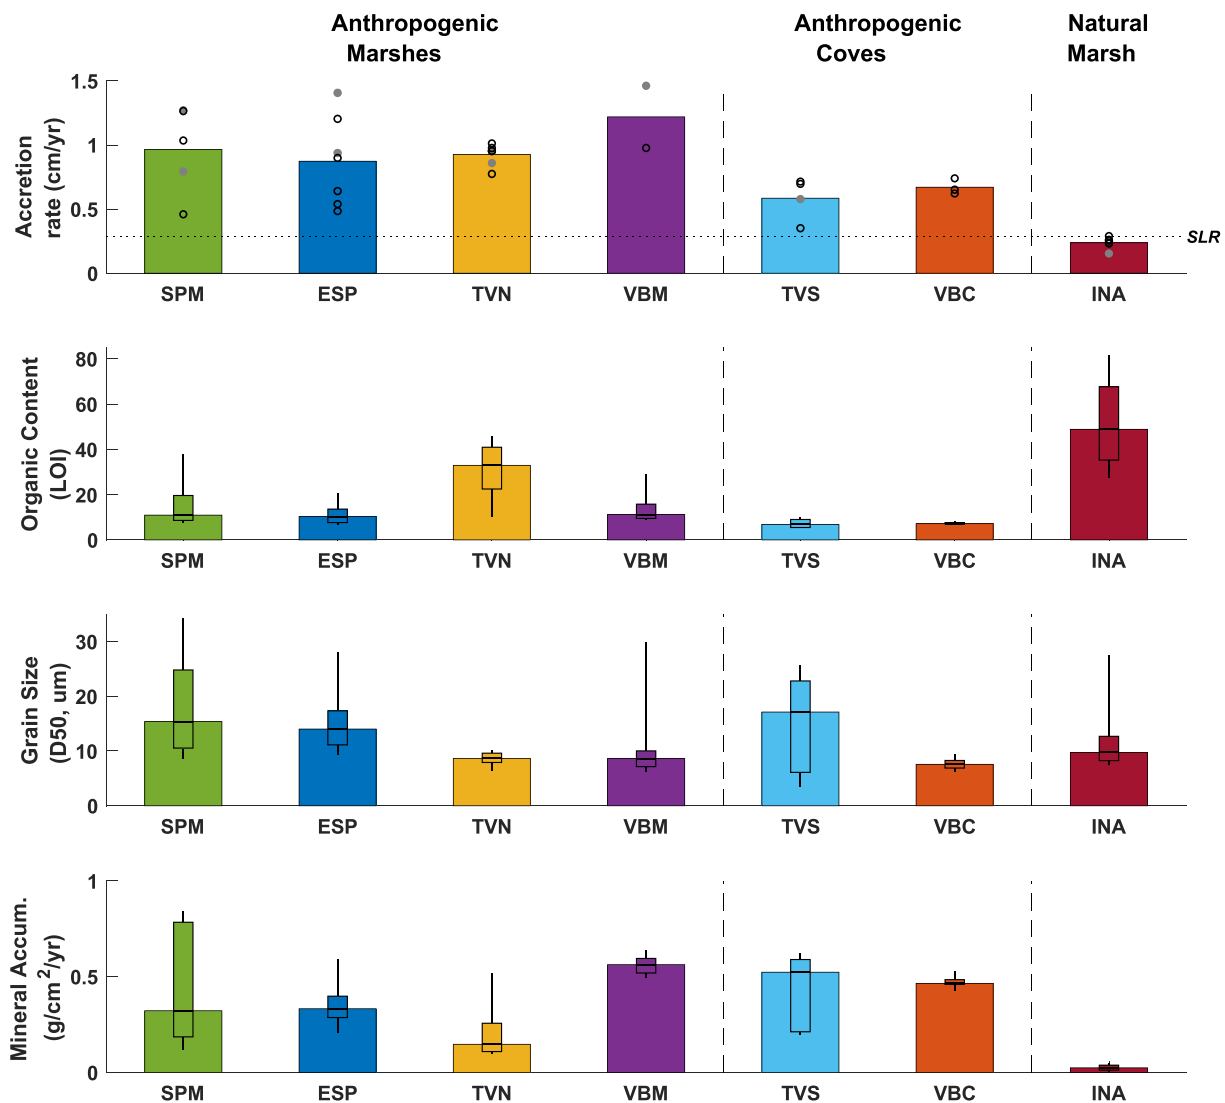 Anthropogenic Marshes
Anthropogenic Coves
Natural Marsh
Accretion
rate (cm/yr)
1.5
1
0.5
0
SLR
SPM ESP TVN VBM TVS VBC INA
Organic Content
(LOI)
80
60
40
20
0
SPM ESP TVN VBM TVS VBC INA
Grain Size
(D50, um)
30
20
10
0
SPM ESP TVN VBM TVS VBC INA
Mineral Accum.
(g/cm²/yr)
1
0.5
0
SPM ESP TVN VBM TVS VBC INA